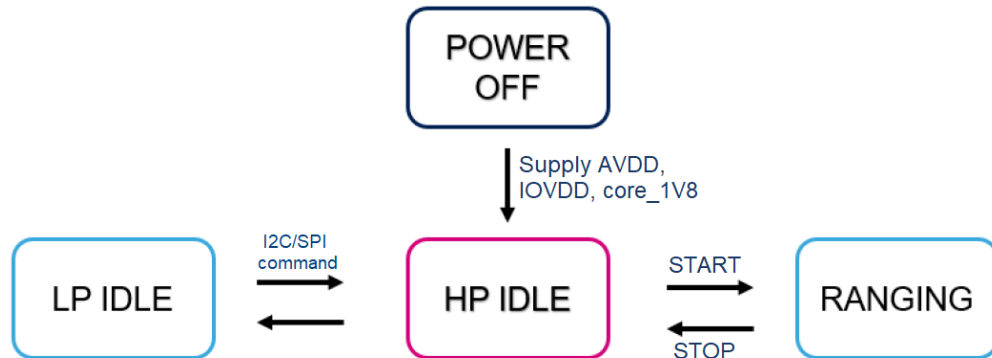 POWER
OFF
Supply AVDD,
IOVDD, core_1V8
I2C/SPI
command
LP IDLE
HP IDLE
START
STOP
RANGING